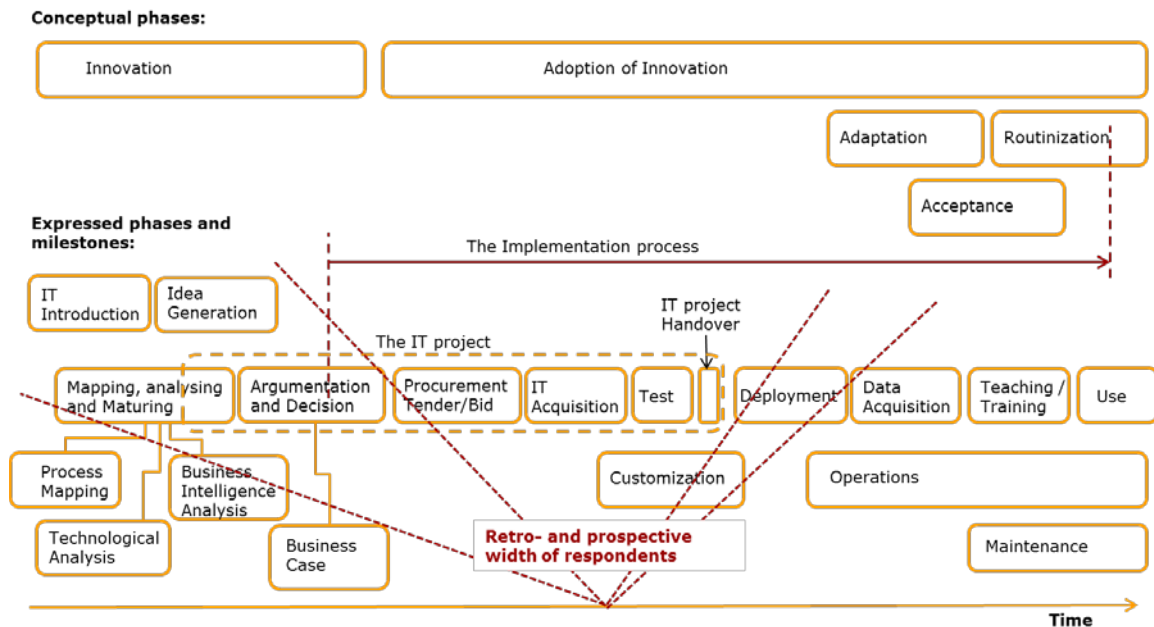 Conceptual phases:
Innovation
Adoption of Innovation
Adaptation
Routinization
Acceptance
Expressed phases and
milestones:
The Implementation process
IT
Introduction
Idea
Generation
IT project
Handover
The IT project
Mapping, analysing
and Maturing
Argumentation
and Decision
Procurement
Tender/Bid
IT
Acquisition
Test
Deployment
Data
Acquisition
Teaching /
Training
Use
Process
Mapping
Business
Intelligence
Analysis
Customization
Operations
Technological
Analysis
Business
Case
Retro- and prospective
width of respondents
Maintenance
Time